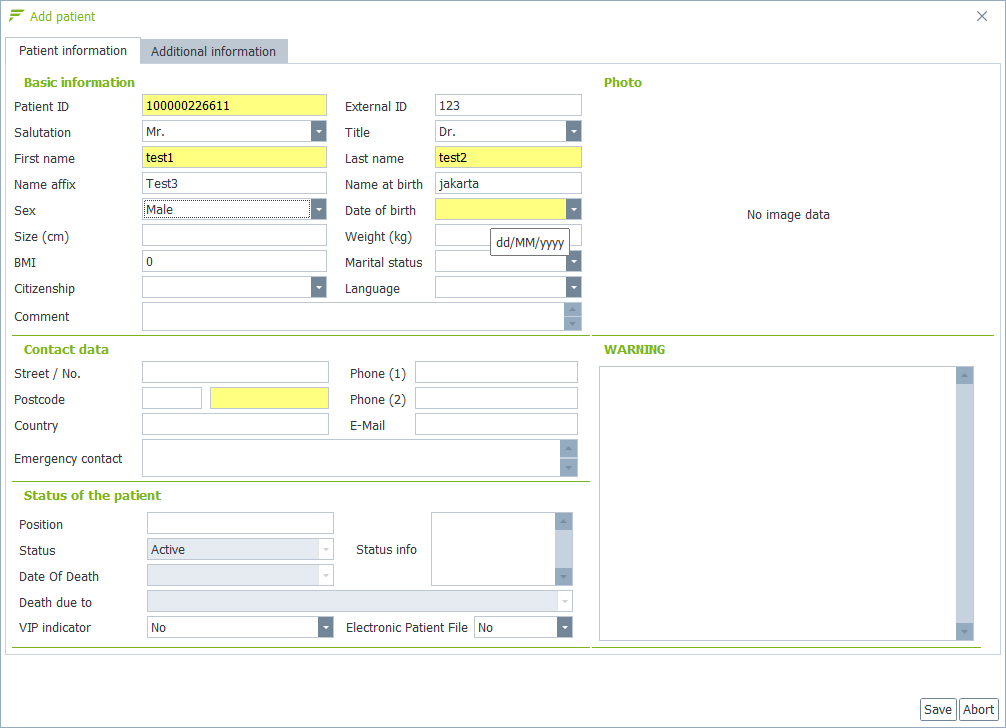 Add patient
Patient information Additional information
Basic information Photo
Patient ID 100000226611 External ID 123
Salutation Mr. Title Dr.
First name test1 Last name test2
Name affix Test3 Name at birth jakarta
Sex Male Date of birth
No image data
Size (cm) Weight (kg) dd/MM/yyyy
BMI 0 Marital status
Citizenship Language
Comment
Contact data WARNING
Street / No. Phone (1)
Postcode Phone (2)
Country E-Mail
Emergency contact
Status of the patient
Position
Status Active Status info
Date Of Death
Death due to
VIP indicator No Electronic Patient File No
Save Abort